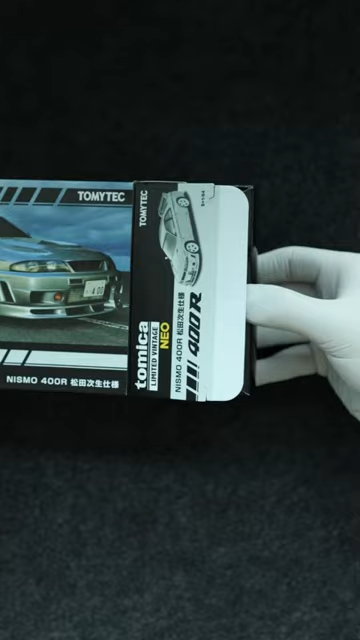 TOMYTEC
400
NISMO 400R 松田次生仕様
TOMYTEC
tomica
LIMITED VINTAGE
NEO
NISMO 400R 松田次生仕様
400R